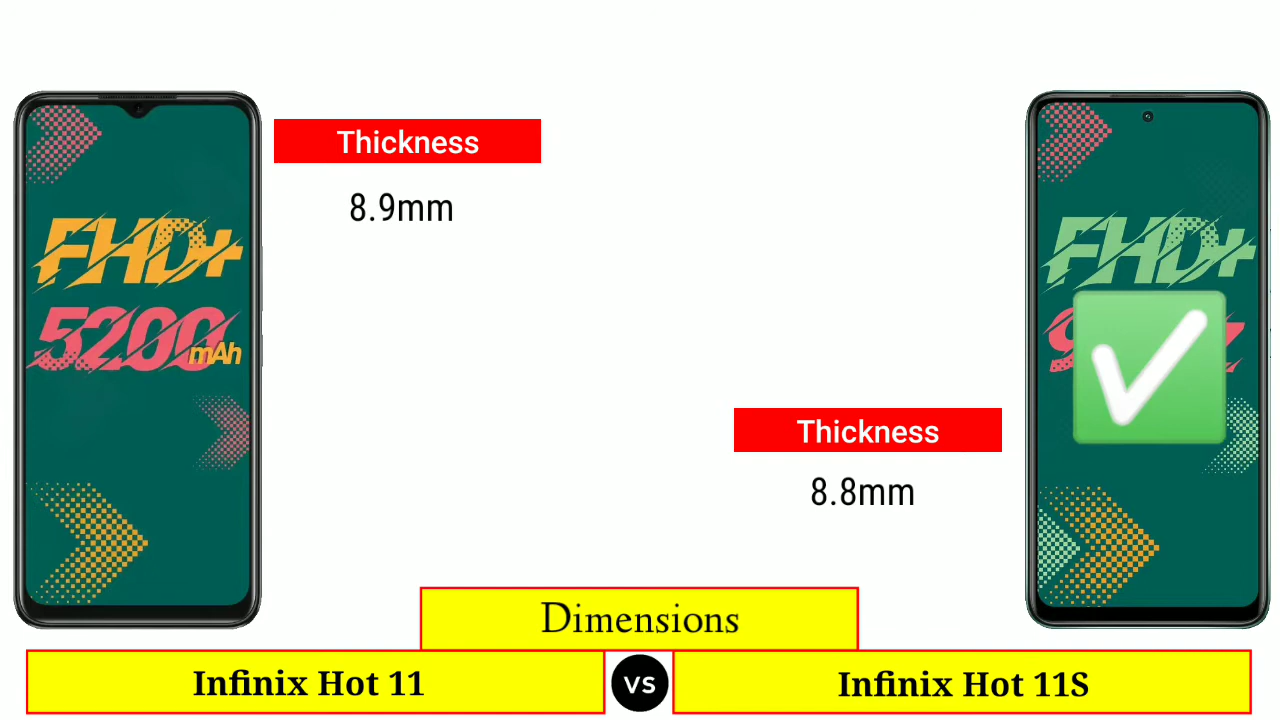 Thickness
8.9mm
FHD+
5200mAh
FHD+
Thickness
8.8mm
Dimensions
Infinix Hot 11
vs
Infinix Hot 11S